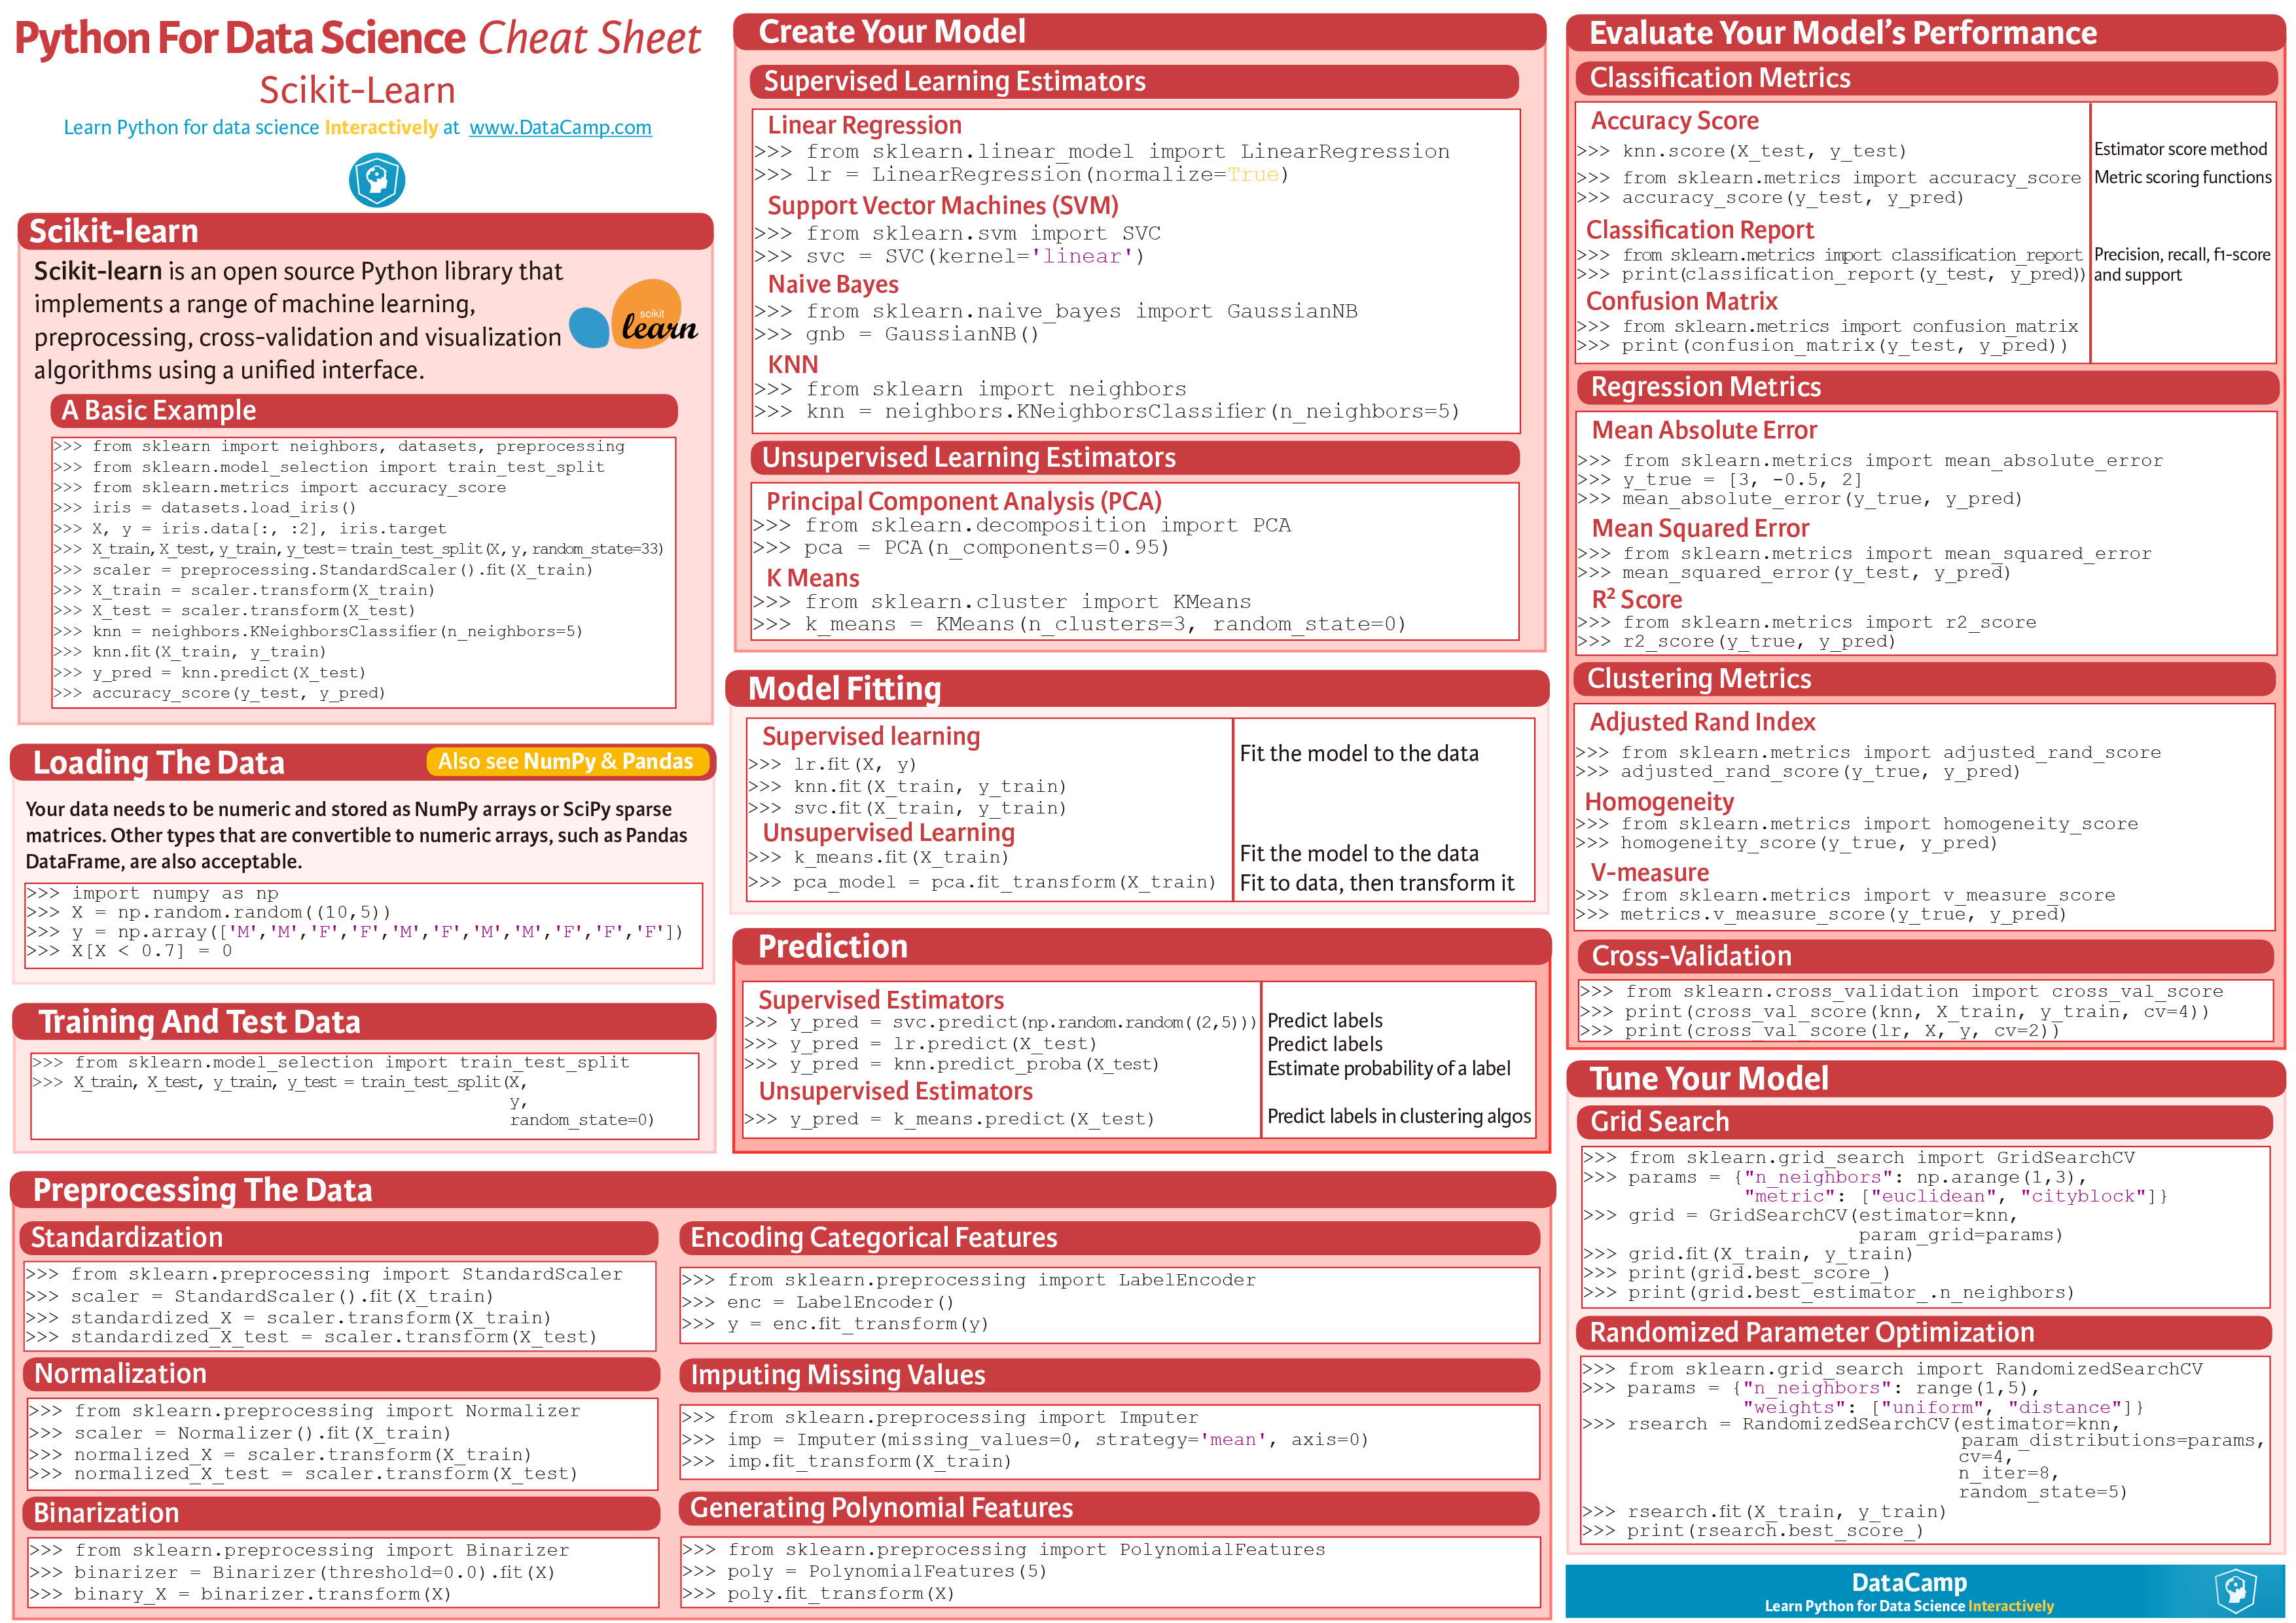 Python For Data Science Cheat Sheet
Scikit-Learn
Learn Python for data science Interactively at www.DataCamp.com
Scikit-learn
Scikit-learn is an open source Python library that
implements a range of machine learning,
preprocessing, cross-validation and visualization
algorithms using a unified interface.
scikit
learn
A Basic Example
>>> from sklearn import neighbors, datasets, preprocessing
>>> from sklearn.model_selection import train_test_split
>>> from sklearn.metrics import accuracy_score
>>> iris = datasets.load_iris()
>>> X, y = iris.data[:, :2], iris.target
>>> X_train, X_test, y_train, y_test = train_test_split(X, y, random_state=33)
>>> scaler = preprocessing.StandardScaler().fit(X_train)
>>> X_train = scaler.transform(X_train)
>>> X_test = scaler.transform(X_test)
>>> knn = neighbors.KNeighborsClassifier(n_neighbors=5)
>>> knn.fit(X_train, y_train)
>>> y_pred = knn.predict(X_test)
>>> accuracy_score(y_test, y_pred)
Loading The Data
Also see NumPy & Pandas
Your data needs to be numeric and stored as NumPy arrays or SciPy sparse
matrices. Other types that are convertible to numeric arrays, such as Pandas
DataFrame, are also acceptable.
>>> import numpy as np
>>> X = np.random.random((10,5))
>>> y = np.array(['M','M','F','F','M','F','M','M','F','F','F'])
>>> X[X < 0.7] = 0
Training And Test Data
>>> from sklearn.model_selection import train_test_split
>>> X_train, X_test, y_train, y_test = train_test_split(X,
y,
random_state=0)
Preprocessing The Data
Standardization
>>> from sklearn.preprocessing import StandardScaler
>>> scaler = StandardScaler().fit(X_train)
>>> standardized_X = scaler.transform(X_train)
>>> standardized_X_test = scaler.transform(X_test)
Normalization
>>> from sklearn.preprocessing import Normalizer
>>> scaler = Normalizer().fit(X_train)
>>> normalized_X = scaler.transform(X_train)
>>> normalized_X_test = scaler.transform(X_test)
Binarization
>>> from sklearn.preprocessing import Binarizer
>>> binarizer = Binarizer(threshold=0.0).fit(X)
>>> binary_X = binarizer.transform(X)
Encoding Categorical Features
>>> from sklearn.preprocessing import LabelEncoder
>>> enc = LabelEncoder()
>>> y = enc.fit_transform(y)
Imputing Missing Values
>>> from sklearn.preprocessing import Imputer
>>> imp = Imputer(missing_values=0, strategy='mean', axis=0)
>>> imp.fit_transform(X_train)
Generating Polynomial Features
>>> from sklearn.preprocessing import PolynomialFeatures
>>> poly = PolynomialFeatures(5)
>>> poly.fit_transform(X)
Create Your Model
Supervised Learning Estimators
Linear Regression
>>> from sklearn.linear_model import LinearRegression
>>> lr = LinearRegression(normalize=True)
Support Vector Machines (SVM)
>>> from sklearn.svm import SVC
>>> svc = SVC(kernel='linear')
Naive Bayes
>>> from sklearn.naive_bayes import GaussianNB
>>> gnb = GaussianNB()
KNN
>>> from sklearn import neighbors
>>> knn = neighbors.KNeighborsClassifier(n_neighbors=5)
Unsupervised Learning Estimators
Principal Component Analysis (PCA)
>>> from sklearn.decomposition import PCA
>>> pca = PCA(n_components=0.95)
K Means
>>> from sklearn.cluster import KMeans
>>> k_means = KMeans(n_clusters=3, random_state=0)
Model Fitting
Supervised learning
>>> lr.fit(X, y)
Fit the model to the data
>>> knn.fit(X_train, y_train)
>>> svc.fit(X_train, y_train)
Unsupervised Learning
>>> k_means.fit(X_train)
Fit the model to the data
>>> pca_model = pca.fit_transform(X_train)
Fit to data, then transform it
Prediction
Supervised Estimators
>>> y_pred = svc.predict(np.random.random((2,5)))
Predict labels
>>> y_pred = lr.predict(X_test)
Predict labels
>>> y_pred = knn.predict_proba(X_test)
Estimate probability of a label
Unsupervised Estimators
>>> y_pred = k_means.predict(X_test)
Predict labels in clustering algos
Evaluate Your Model's Performance
Classification Metrics
Accuracy Score
>>> knn.score(X_test, y_test)
Estimator score method
>>> from sklearn.metrics import accuracy_score
Metric scoring functions
>>> accuracy_score(y_test, y_pred)
Classification Report
>>> from sklearn.metrics import classification_report
Precision, recall, f1-score
>>> print(classification_report(y_test, y_pred))
and support
Confusion Matrix
>>> from sklearn.metrics import confusion_matrix
>>> print(confusion_matrix(y_test, y_pred))
Regression Metrics
Mean Absolute Error
>>> from sklearn.metrics import mean_absolute_error
>>> y_true = [3, -0.5, 2]
>>> mean_absolute_error(y_true, y_pred)
Mean Squared Error
>>> from sklearn.metrics import mean_squared_error
>>> mean_squared_error(y_test, y_pred)
R² Score
>>> from sklearn.metrics import r2_score
>>> r2_score(y_true, y_pred)
Clustering Metrics
Adjusted Rand Index
>>> from sklearn.metrics import adjusted_rand_score
>>> adjusted_rand_score(y_true, y_pred)
Homogeneity
>>> from sklearn.metrics import homogeneity_score
>>> homogeneity_score(y_true, y_pred)
V-measure
>>> from sklearn.metrics import v_measure_score
>>> metrics.v_measure_score(y_true, y_pred)
Cross-Validation
>>> from sklearn.cross_validation import cross_val_score
>>> print(cross_val_score(knn, X_train, y_train, cv=4))
>>> print(cross_val_score(lr, X, y, cv=2))
Tune Your Model
Grid Search
>>> from sklearn.grid_search import GridSearchCV
>>> params = {"n_neighbors": np.arange(1,3),
"metric": ["euclidean", "cityblock"]}
>>> grid = GridSearchCV(estimator=knn,
param_grid=params)
>>> grid.fit(X_train, y_train)
>>> print(grid.best_score_)
>>> print(grid.best_estimator_.n_neighbors)
Randomized Parameter Optimization
>>> from sklearn.grid_search import RandomizedSearchCV
>>> params = {"n_neighbors": range(1,5),
"weights": ["uniform", "distance"]}
>>> rsearch = RandomizedSearchCV(estimator=knn,
param_distributions=params,
cv=4,
n_iter=8,
random_state=5)
>>> rsearch.fit(X_train, y_train)
>>> print(rsearch.best_score_)
DataCamp
Learn Python for Data Science Interactively